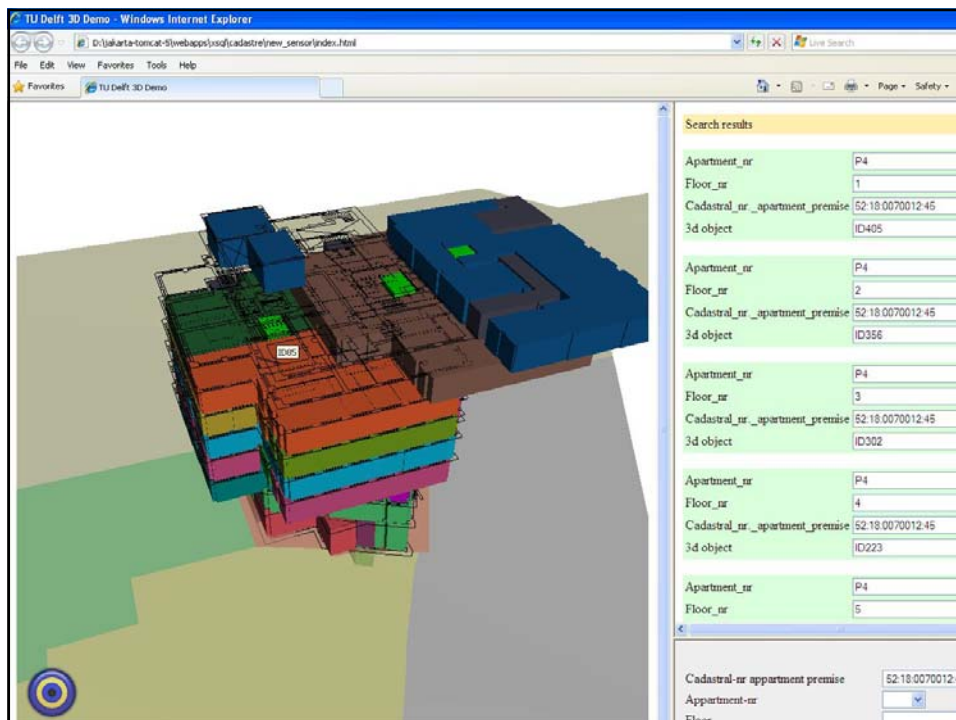 TU Delft 3D Demo - Windows Internet Explorer
D:\jakarta-tomcat-5\webapps\xsql\cadastre\new_sensor\index.html
Live Search
File Edit View Favorites Tools Help
Favorites TU Delft 3D Demo Page Safety
Search results
Apartment_nr P4
Floor_nr 1
Cadastral_nr._apartment_premise 52:18:0070012:45
3d object ID405
Apartment_nr P4
Floor_nr 2
Cadastral_nr._apartment_premise 52:18:0070012:45
3d object ID356
Apartment_nr P4
Floor_nr 3
Cadastral_nr._apartment_premise 52:18:0070012:45
3d object ID302
Apartment_nr P4
Floor_nr 4
Cadastral_nr._apartment_premise 52:18:0070012:45
3d object ID223
Apartment_nr P4
Floor_nr 5
Cadastral-nr appartment premise 52:18:0070012:
Appartment-nr
Floor
ID85